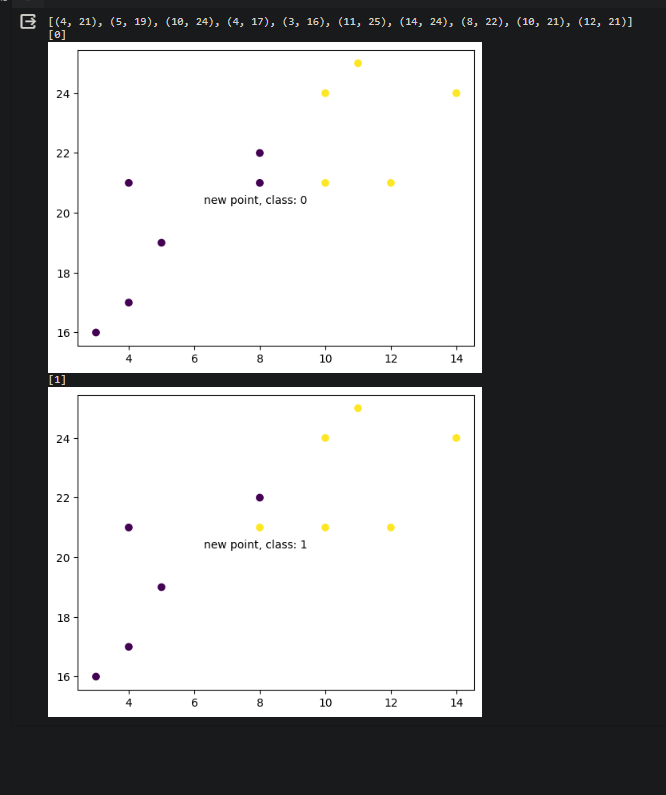 [(4, 21), (5, 19), (10, 24), (4, 17), (3, 16), (11, 25), (14, 24), (8, 22), (10, 21), (12, 21)]
[0]
24
22
20
18
16
new point, class: 0
4 6 8 10 12 14
[1]
24
22
20
18
16
new point, class: 1
4 6 8 10 12 14